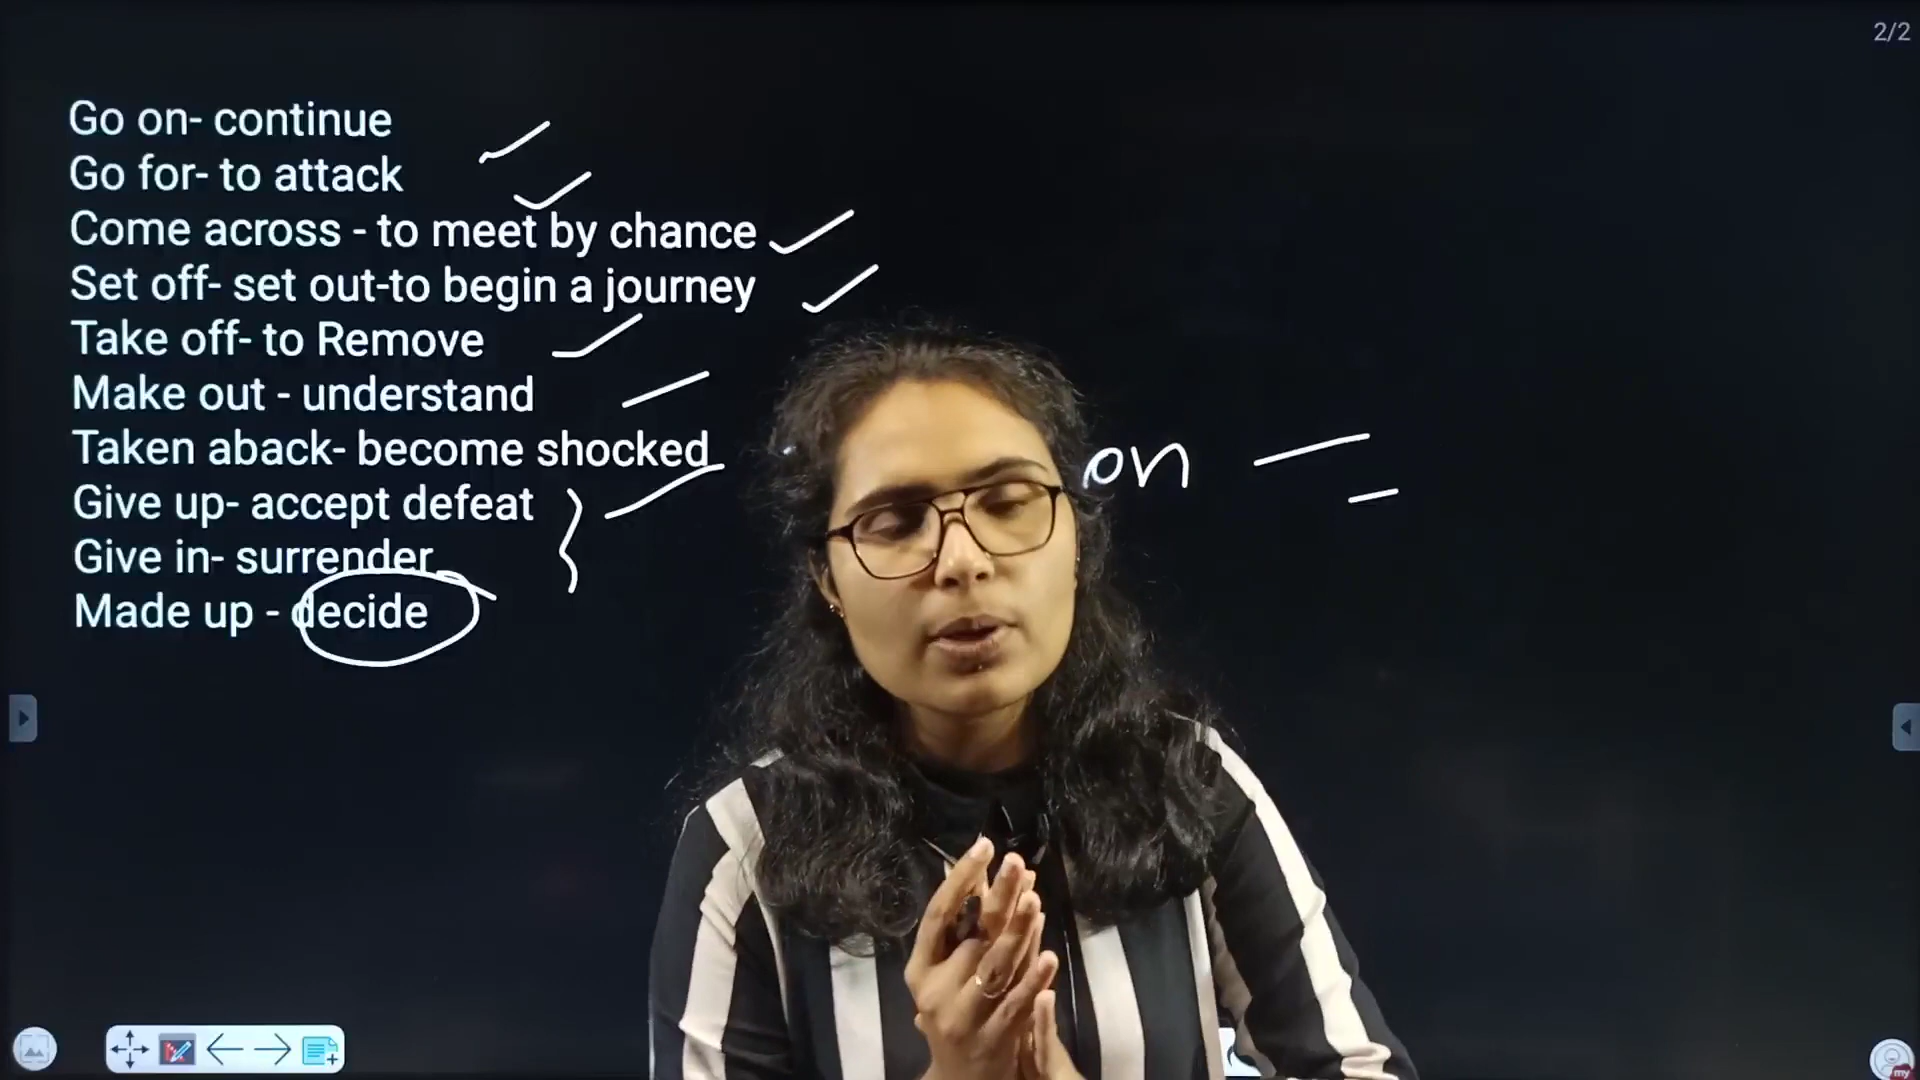 2/2
Go on- continue
Go for- to attack
Come across - to meet by chance
Set off- set out-to begin a journey
Take off- to Remove
Make out - understand
Taken aback- become shocked
on
Give up- accept defeat
Give in- surrender
Made up - decide
my